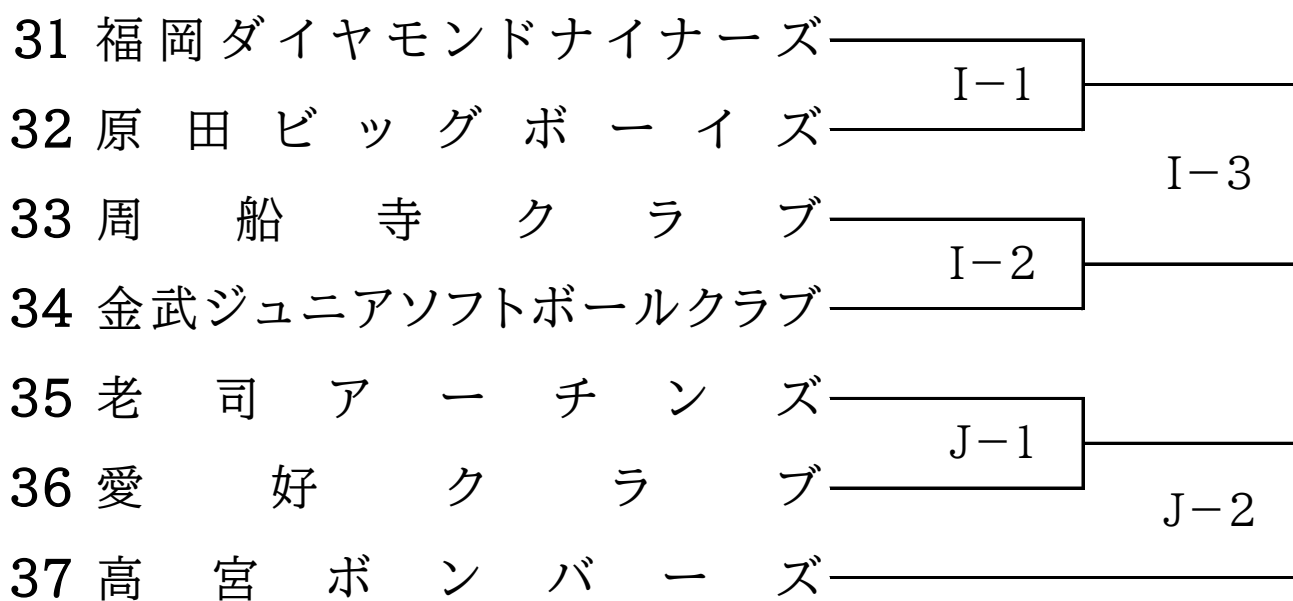 31 福岡ダイヤモンドナイナーズ
I－1
32 原田ビッグボーイズ
I－3
33 周船寺クラブ
I－2
34 金武ジュニアソフトボールクラブ
35 老司アーチンズ
J－1
36 愛好クラブ
J－2
37 高宮ボンバーズ